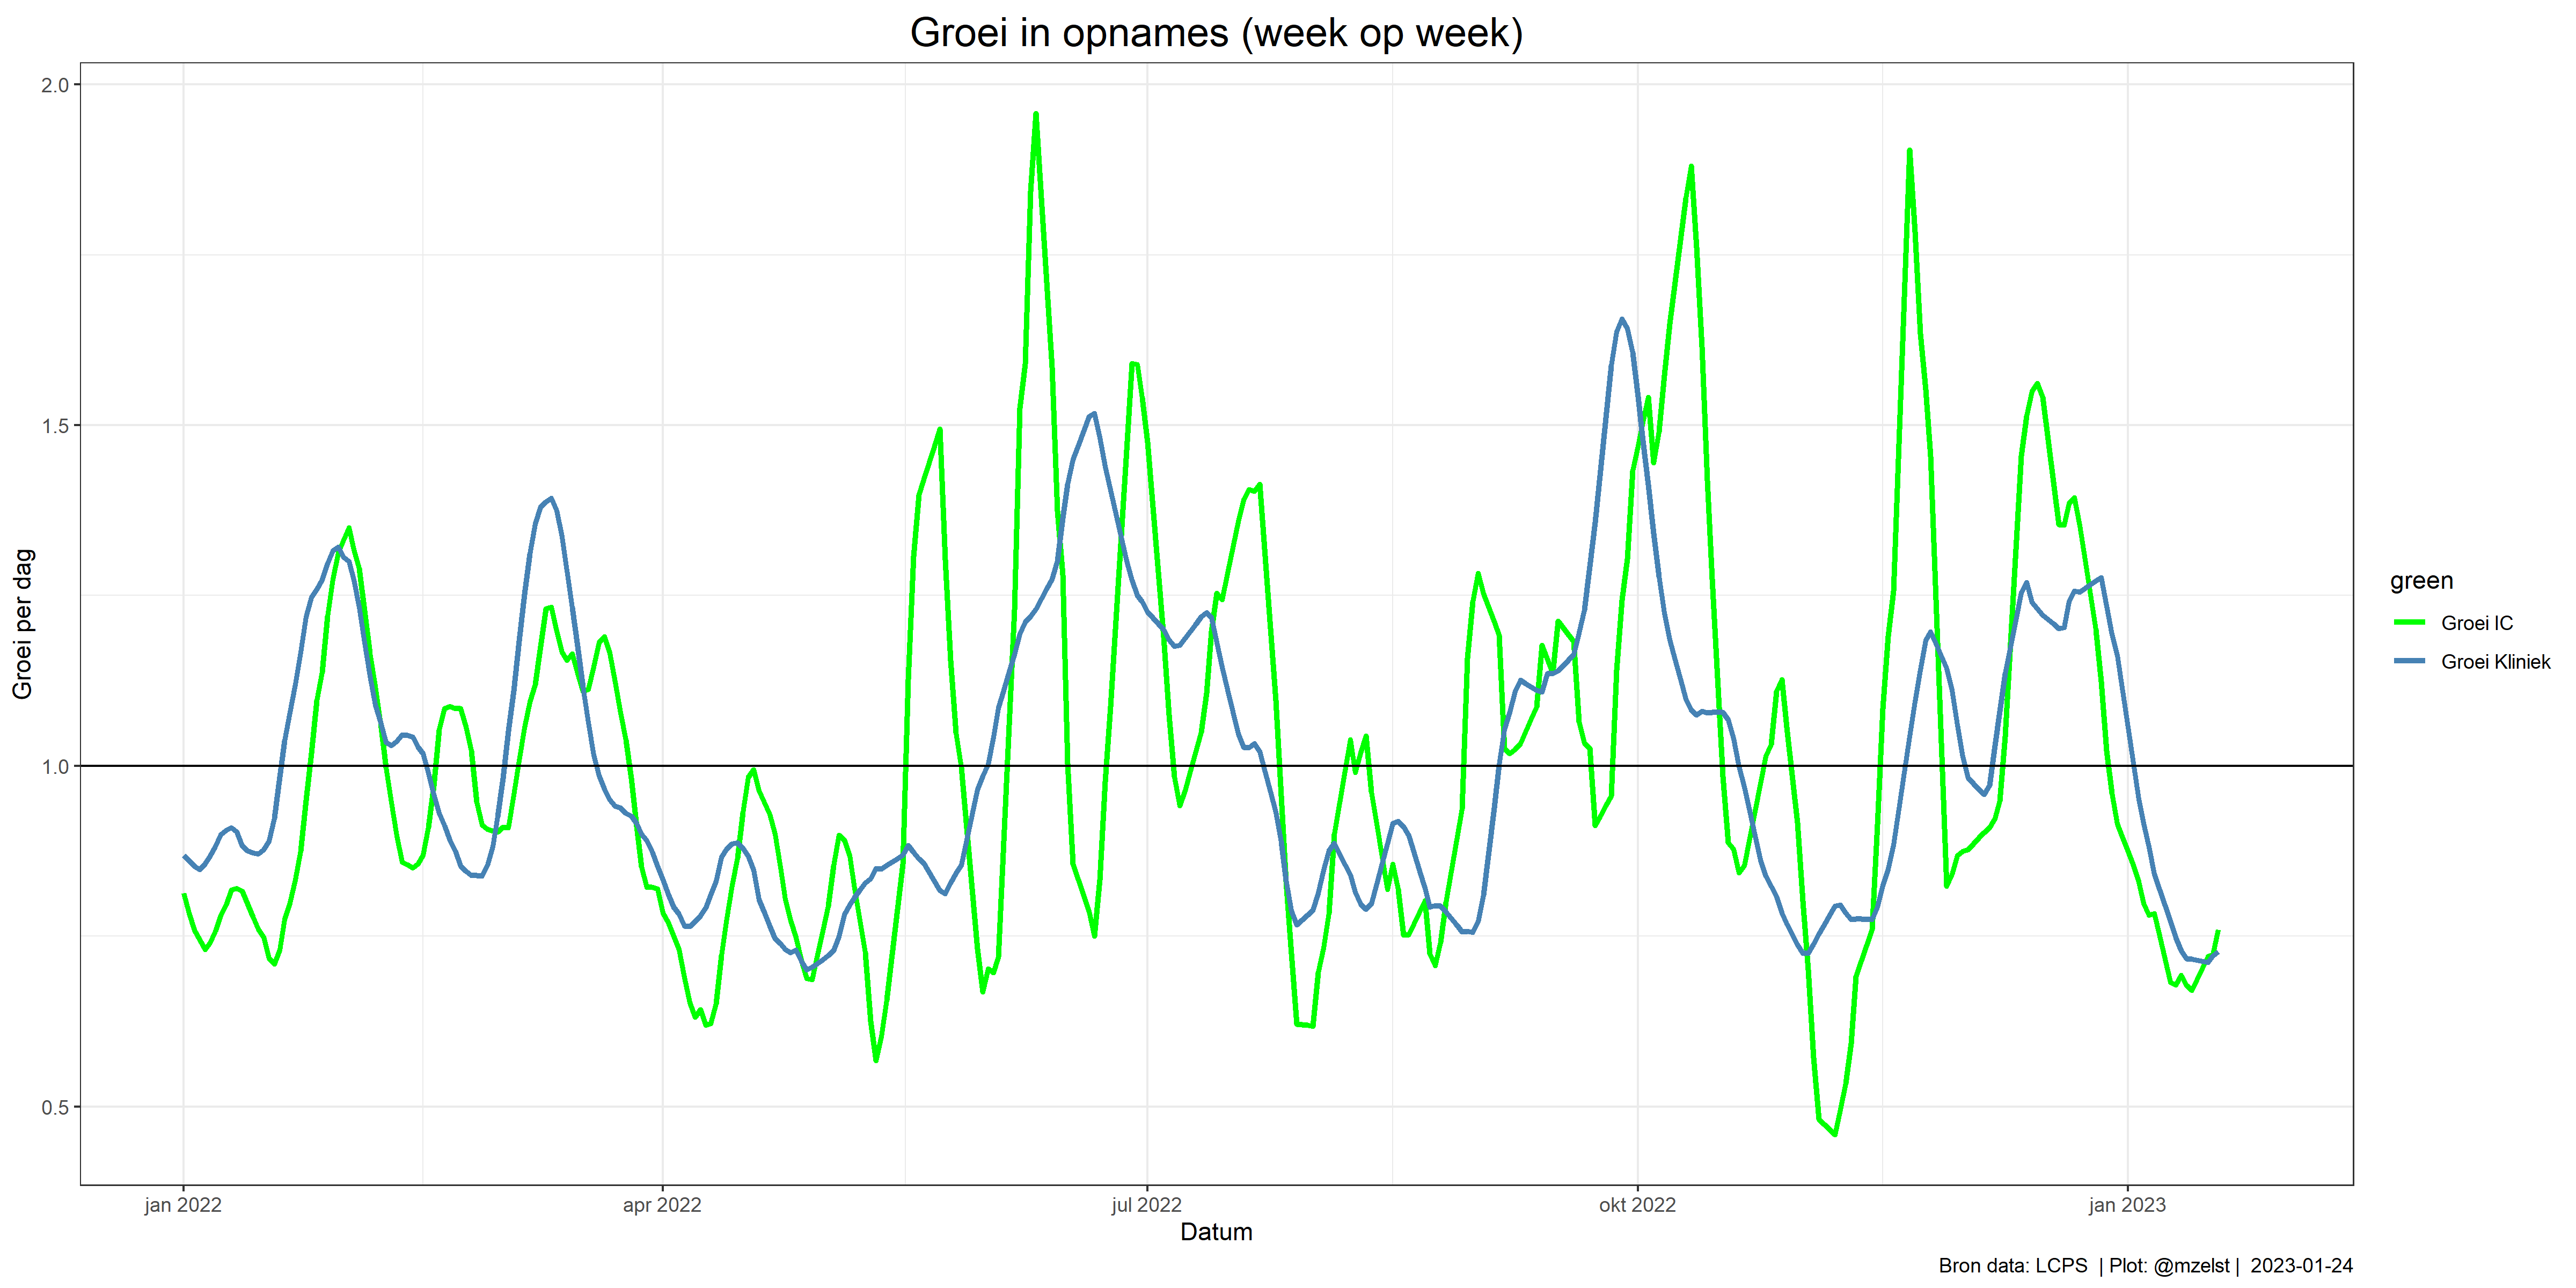 Groei in opnames (week op week)
Groei per dag
2.0
1.5
1.0
0.5
jan 2022
apr 2022
jul 2022
okt 2022
jan 2023
Datum
green
Groei IC
Groei Kliniek
Bron data: LCPS | Plot: @mzelst | 2023-01-24